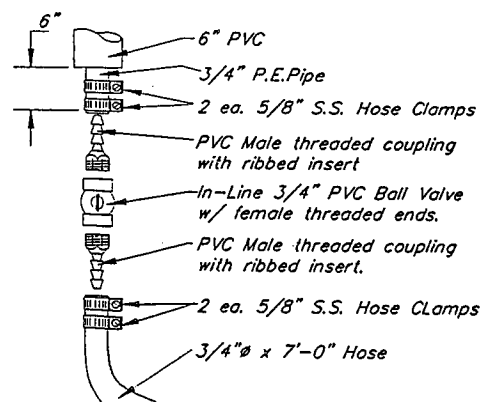 6"
6" PVC
3/4" P.E.Pipe
2 ea. 5/8" S.S. Hose Clamps
PVC Male threaded coupling
with ribbed insert
In-Line 3/4" PVC Ball Valve
w/ female threaded ends.
PVC Male threaded coupling
with ribbed insert.
2 ea. 5/8" S.S. Hose CLamps
3/4"ø x 7'-0" Hose